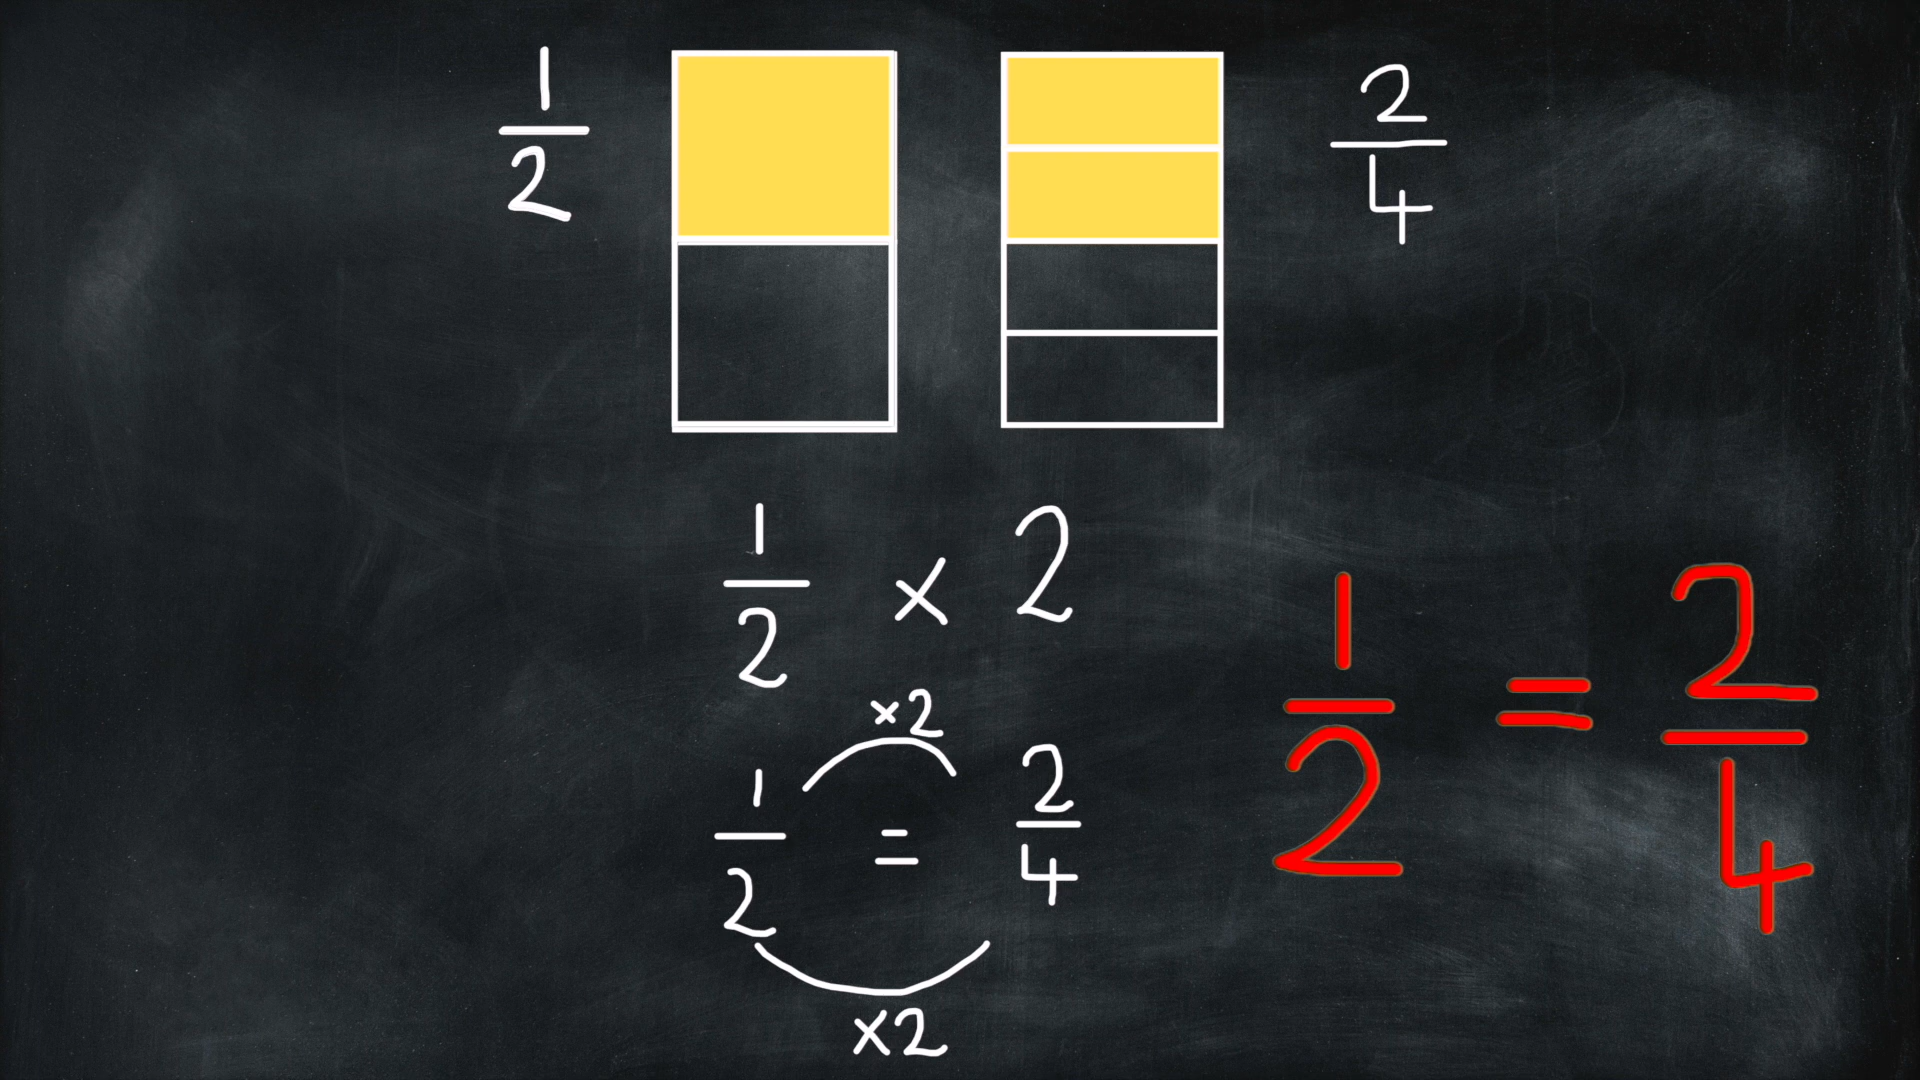 1/2 2/4
1/2 × 2
×2
1/2 = 2/4
×2
1/2 = 2/4